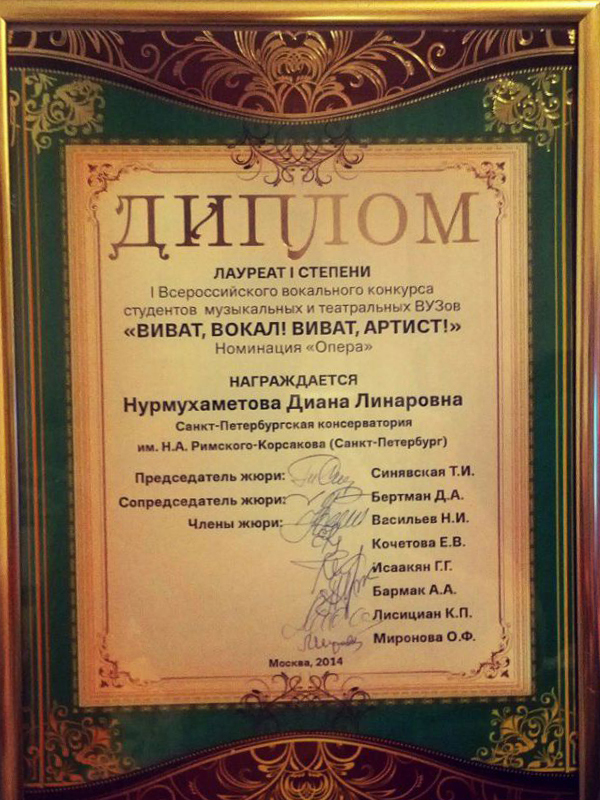 ДИПЛОМ
ЛАУРЕАТ I СТЕПЕНИ
I Всероссийского вокального конкурса
студентов музыкальных и театральных ВУЗов
«ВИВАТ, ВОКАЛ! ВИВАТ, АРТИСТ!»
Номинация «Опера»
НАГРАЖДАЕТСЯ
Нурмухаметова Диана Линаровна
Санкт-Петербургская консерватория
им. Н.А. Римского-Корсакова (Санкт-Петербург)
Председатель жюри: Синявская Т.И.
Сопредседатель жюри: Бертман Д.А.
Члены жюри: Васильев Н.И.
Кочетова Е.В.
Исаакян Г.Г.
Бармак А.А.
Лисициан К.П.
Миронова О.Ф.
Москва, 2014